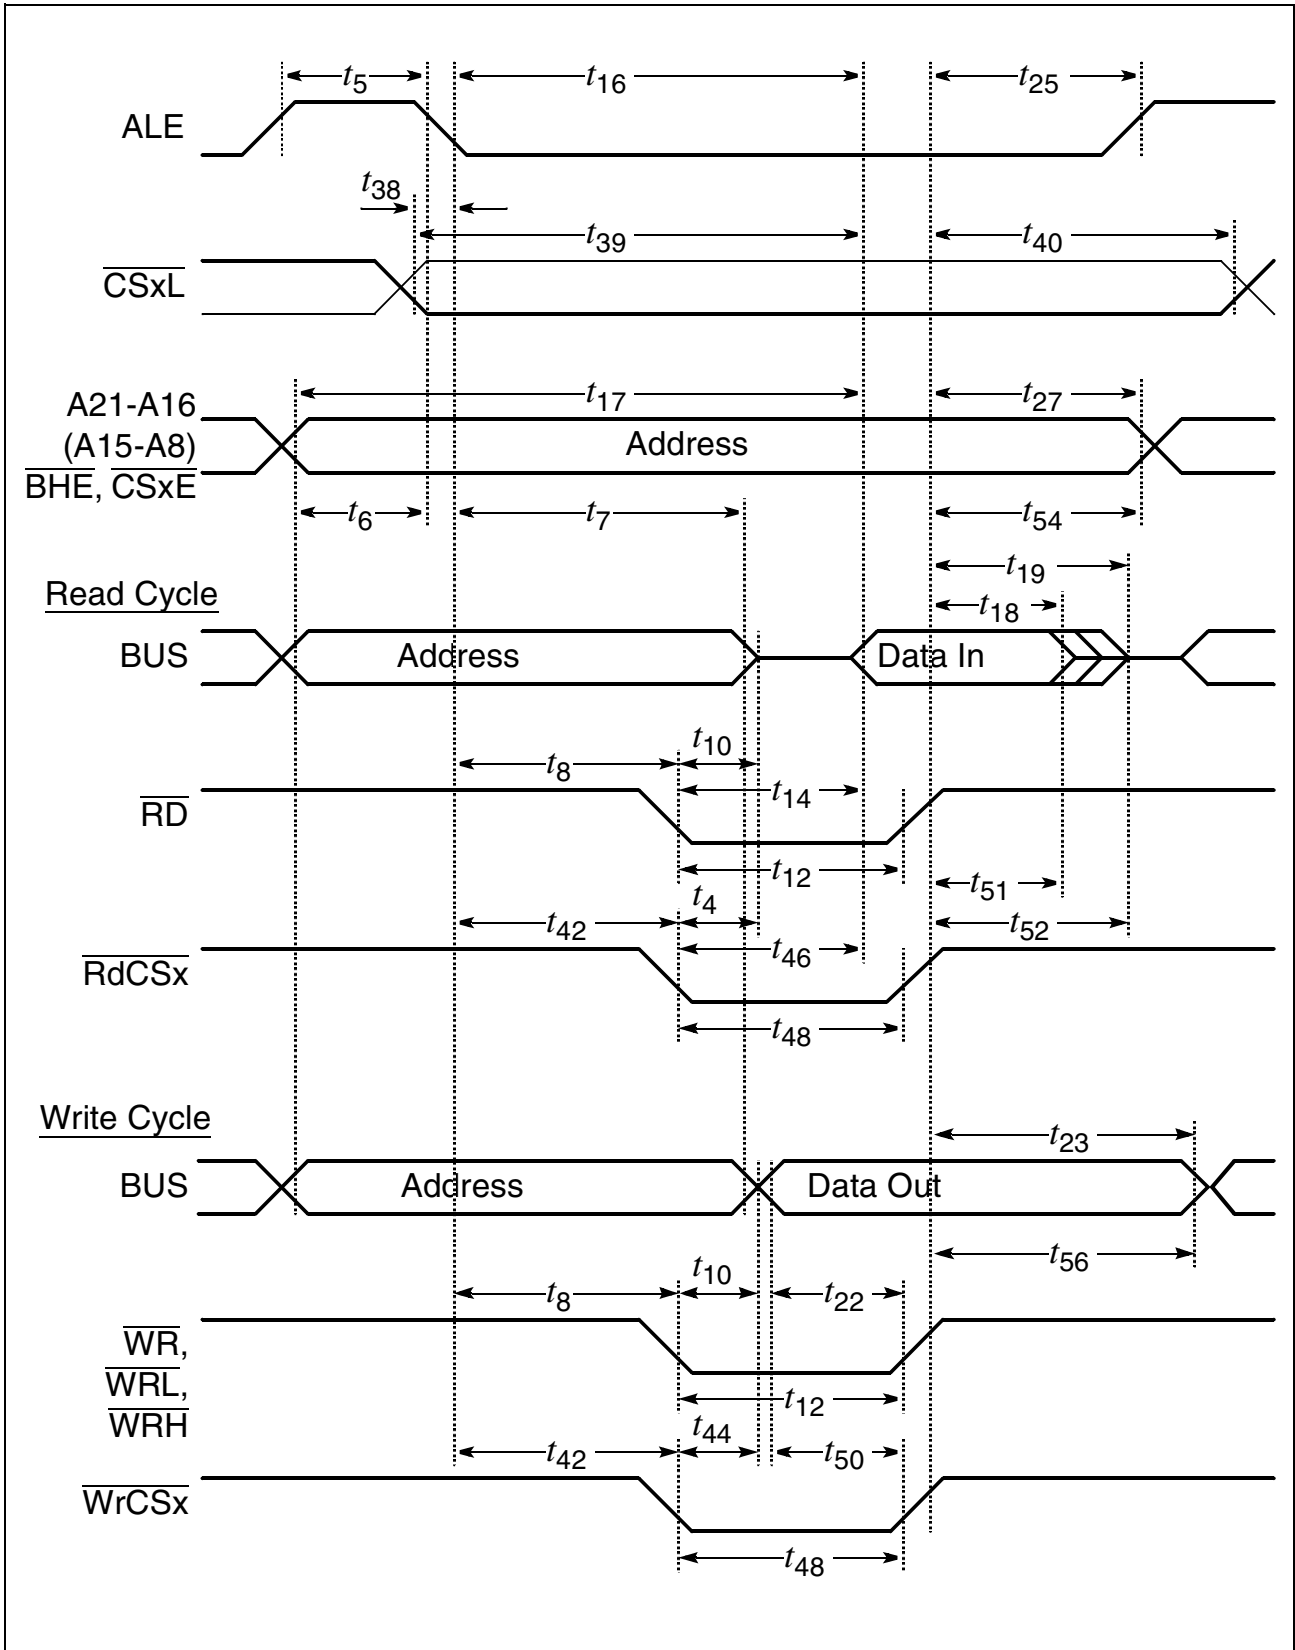 t5 t16 t25
ALE
t38
t39 t40
CSxL
t17 t27
A21-A16
(A15-A8)
BHE, CSxE
Address
t6 t7 t54
t19
Read Cycle
t18
BUS Address Data In
t10
t8
t14
RD
t12
t51
t4
t42 t52
t46
RdCSx
t48
Write Cycle
t23
BUS Address Data Out
t56
t10
t8 t22
WR,
WRL,
WRH
t12
t44
t42 t50
WrCSx
t48